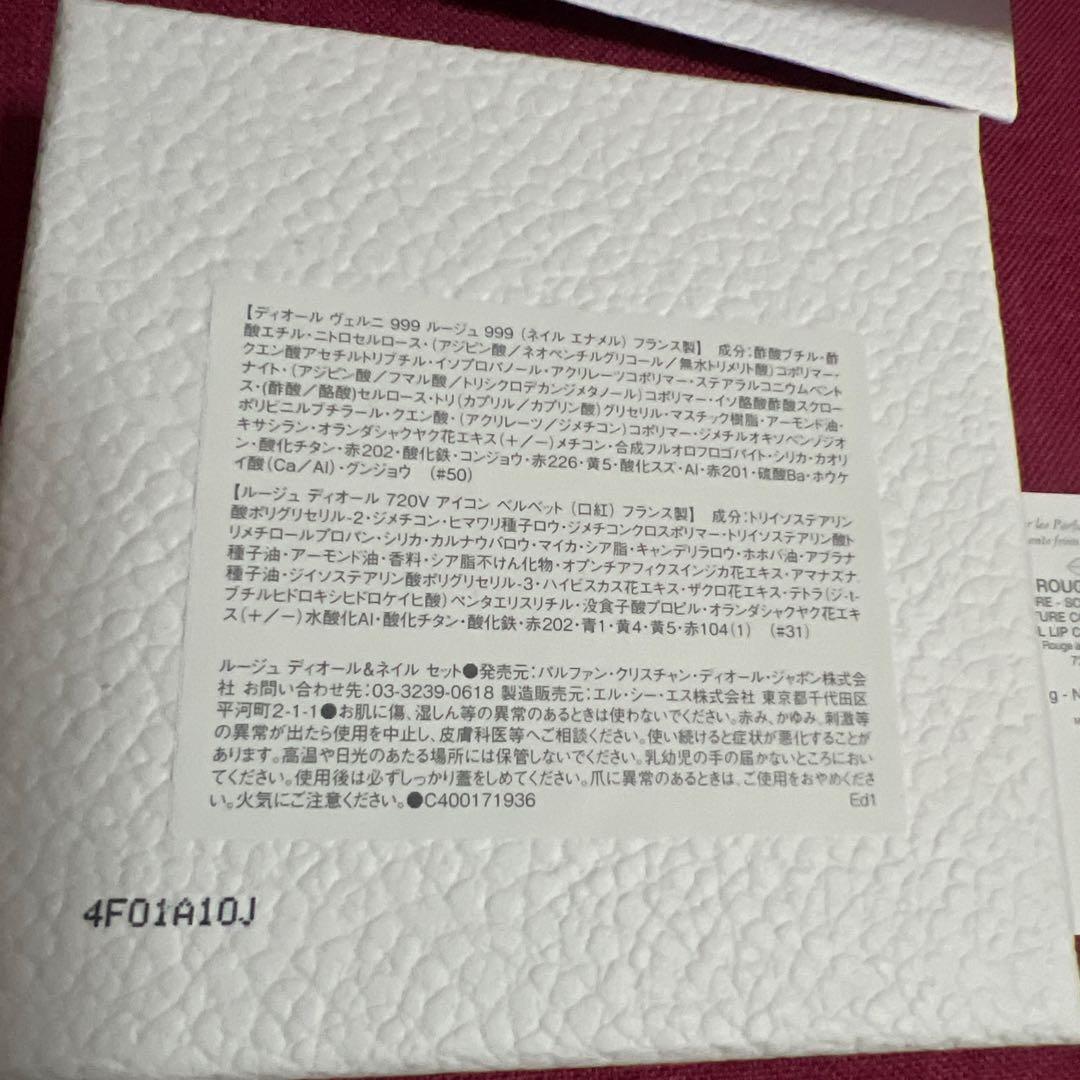 【ディオール ヴェルニ 999 ルージュ 999 (ネイル エナメル) フランス製】 成分:酢酸ブチル・酢
酸エチル・ニトロセルロース・(アジピン酸／ネオペンチルグリコール／無水トリメリト酸)コポリマー・
クエン酸アセチルトリブチル・イソプロパノール・アクリレーツコポリマー・ステアラルコニウムベント
ナイト・(アジピン酸／フマル酸／トリシクロデカンジメタノール)コポリマー・イソ酪酸酢酸スクロー
ス・(酢酸／酪酸)セルロース・トリ(カプリル／カプリン酸)グリセリル・マスチック樹脂・アーモンド油・
ポリビニルブチラール・クエン酸・(アクリレーツ／ジメチコン)コポリマー・ジメチルオキソベンゾジオ
キサシラン・オランダシャクヤク花エキス(＋／－)メチコン・合成フルオロフロゴパイト・シリカ・カオリ
ン・酸化チタン・赤202・酸化鉄・コンジョウ・赤226・黄5・酸化スズ・Al・赤201・硫酸Ba・ホウケ
イ酸(Ca／Al)・グンジョウ (#50)
【ルージュ ディオール 720V アイコン ベルベット (口紅) フランス製】 成分:トリイソステアリン
酸ポリグリセリル-2・ジメチコン・ヒマワリ種子ロウ・ジメチコンクロスポリマー・トリイソステアリン酸ト
リメチロールプロパン・シリカ・カルナウバロウ・マイカ・シア脂・キャンデリラロウ・ホホバ油・アブラナ
種子油・アーモンド油・香料・シア脂不けん化物・オプンチアフィクスインジカ花エキス・アマナズナ
種子油・ジイソステアリン酸ポリグリセリル-3・ハイビスカス花エキス・ザクロ花エキス・テトラ(ジ-t-
ブチルヒドロキシヒドロケイヒ酸)ペンタエリスリチル・没食子酸プロピル・オランダシャクヤク花エキ
ス(＋／－)水酸化Al・酸化チタン・酸化鉄・赤202・青1・黄4・黄5・赤104(1) (#31)
ルージュ ディオール&ネイル セット●発売元:パルファン・クリスチャン・ディオール・ジャポン株式会
社 お問い合わせ先:03-3239-0618 製造販売元:エル・シー・エス株式会社 東京都千代田区
平河町2-1-1●お肌に傷、湿しん等の異常のあるときは使わないでください。赤み、かゆみ、刺激等
の異常が出たら使用を中止し、皮膚科医等へご相談ください。使い続けると症状が悪化することが
あります。高温や日光のあたる場所には保管しないでください。乳幼児の手の届かないところにおい
てください。使用後は必ずしっかり蓋をしめてください。爪に異常のあるときは、ご使用をおやめくださ
い。火気にご注意ください。●C400171936 Ed1
4F01A10J
les Parf
from
ROUG
RE - SC
TURE C
L LIP C
Rouge
g - N